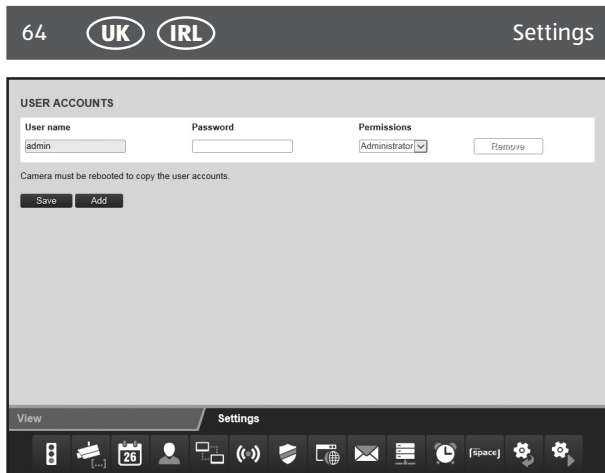 64 UK IRL Settings
USER ACCOUNTS
User name Password Permissions
admin Administrator Remove
Camera must be rebooted to copy the user accounts.
Save Add
View Settings
[...] 26 [space]